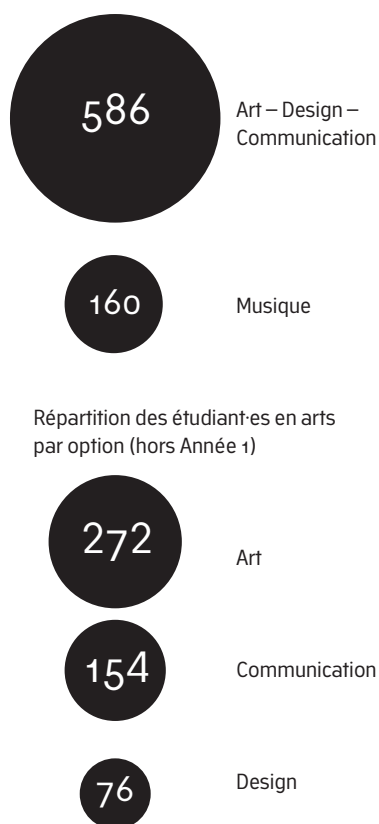 586
Art – Design –
Communication
160
Musique
Répartition des étudiant·es en arts
par option (hors Année 1)
272
Art
154
Communication
76
Design